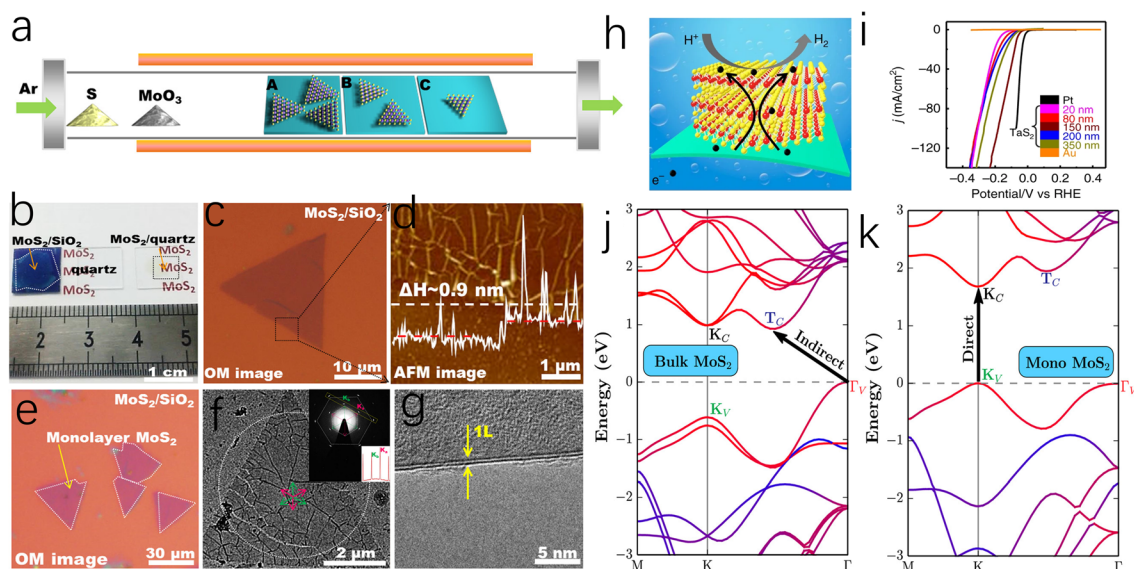 a
Ar
S
MoO3
A
B
C
b
MoS2/SiO2
MoS2/quartz
MoS2
MoS2
quartz
MoS2
MoS2
MoS2
MoS2
2 3 4 5
1 cm
c
MoS2/SiO2
OM image
10 μm
d
ΔH~0.9 nm
AFM image
1 μm
e
MoS2/SiO2
Monolayer MoS2
OM image
30 μm
f
2 μm
g
1L
5 nm
h
H+
H2
e-
i
j (mA/cm2)
0
−40
−80
−120
Pt
20 nm
80 nm
150 nm
200 nm
350 nm
Au
TaS2
−0.4 −0.2 0.0 0.2 0.4
Potential/V vs RHE
j
Energy (eV)
3
2
1
0
−1
−2
−3
KC
TC
Indirect
Bulk MoS2
ΓV
KV
M K Γ
k
Energy (eV)
3
2
1
0
−1
−2
−3
TC
KC
Direct
KV
Mono MoS2
ΓV
M K Γ